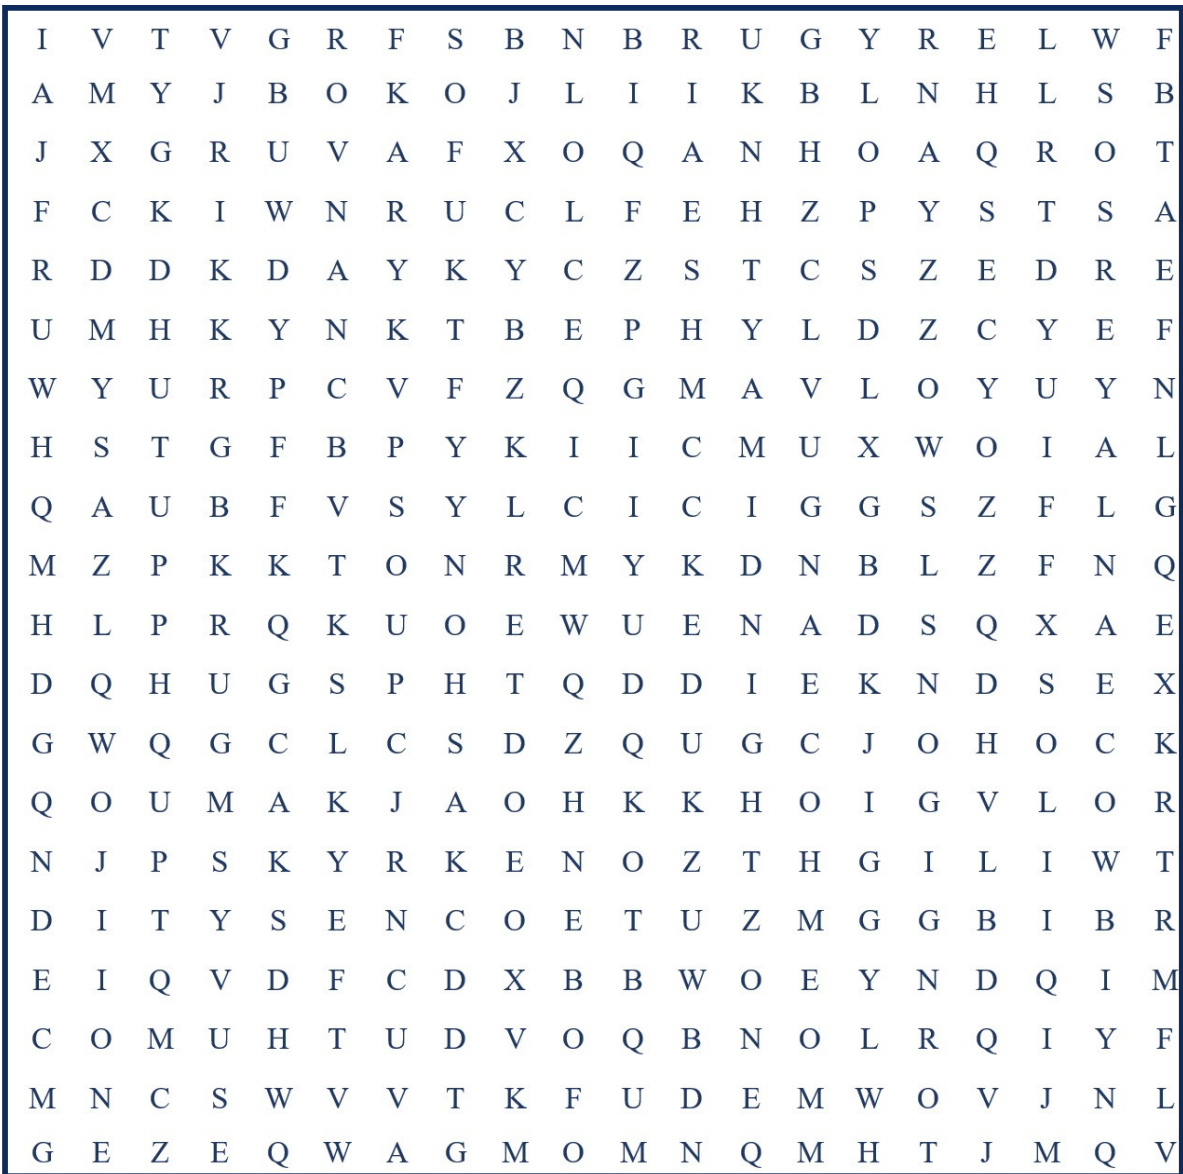 I V T V G R F S B N B R U G Y R E L W F
A M Y J B O K O J L I I K B L N H L S B
J X G R U V A F X O Q A N H O A Q R O T
F C K I W N R U C L F E H Z P Y S T S A
R D D K D A Y K Y C Z S T C S Z E D R E
U M H K Y N K T B E P H Y L D Z C Y E F
W Y U R P C V F Z Q G M A V L O Y U Y N
H S T G F B P Y K I I C M U X W O I A L
Q A U B F V S Y L C I C I G G S Z F L G
M Z P K K T O N R M Y K D N B L Z F N Q
H L P R Q K U O E W U E N A D S Q X A E
D Q H U G S P H T Q D D I E K N D S E X
G W Q G C L C S D Z Q U G C J O H O C K
Q O U M A K J A O H K K H O I G V L O R
N J P S K Y R K E N O Z T H G I L I W T
D I T Y S E N C O E T U Z M G G B I B R
E I Q V D F C D X B B W O E Y N D Q I M
C O M U H T U D V O Q B N O L R Q I Y F
M N C S W V V T K F U D E M W O V J N L
G E Z E Q W A G M O M N Q M H T J M Q V